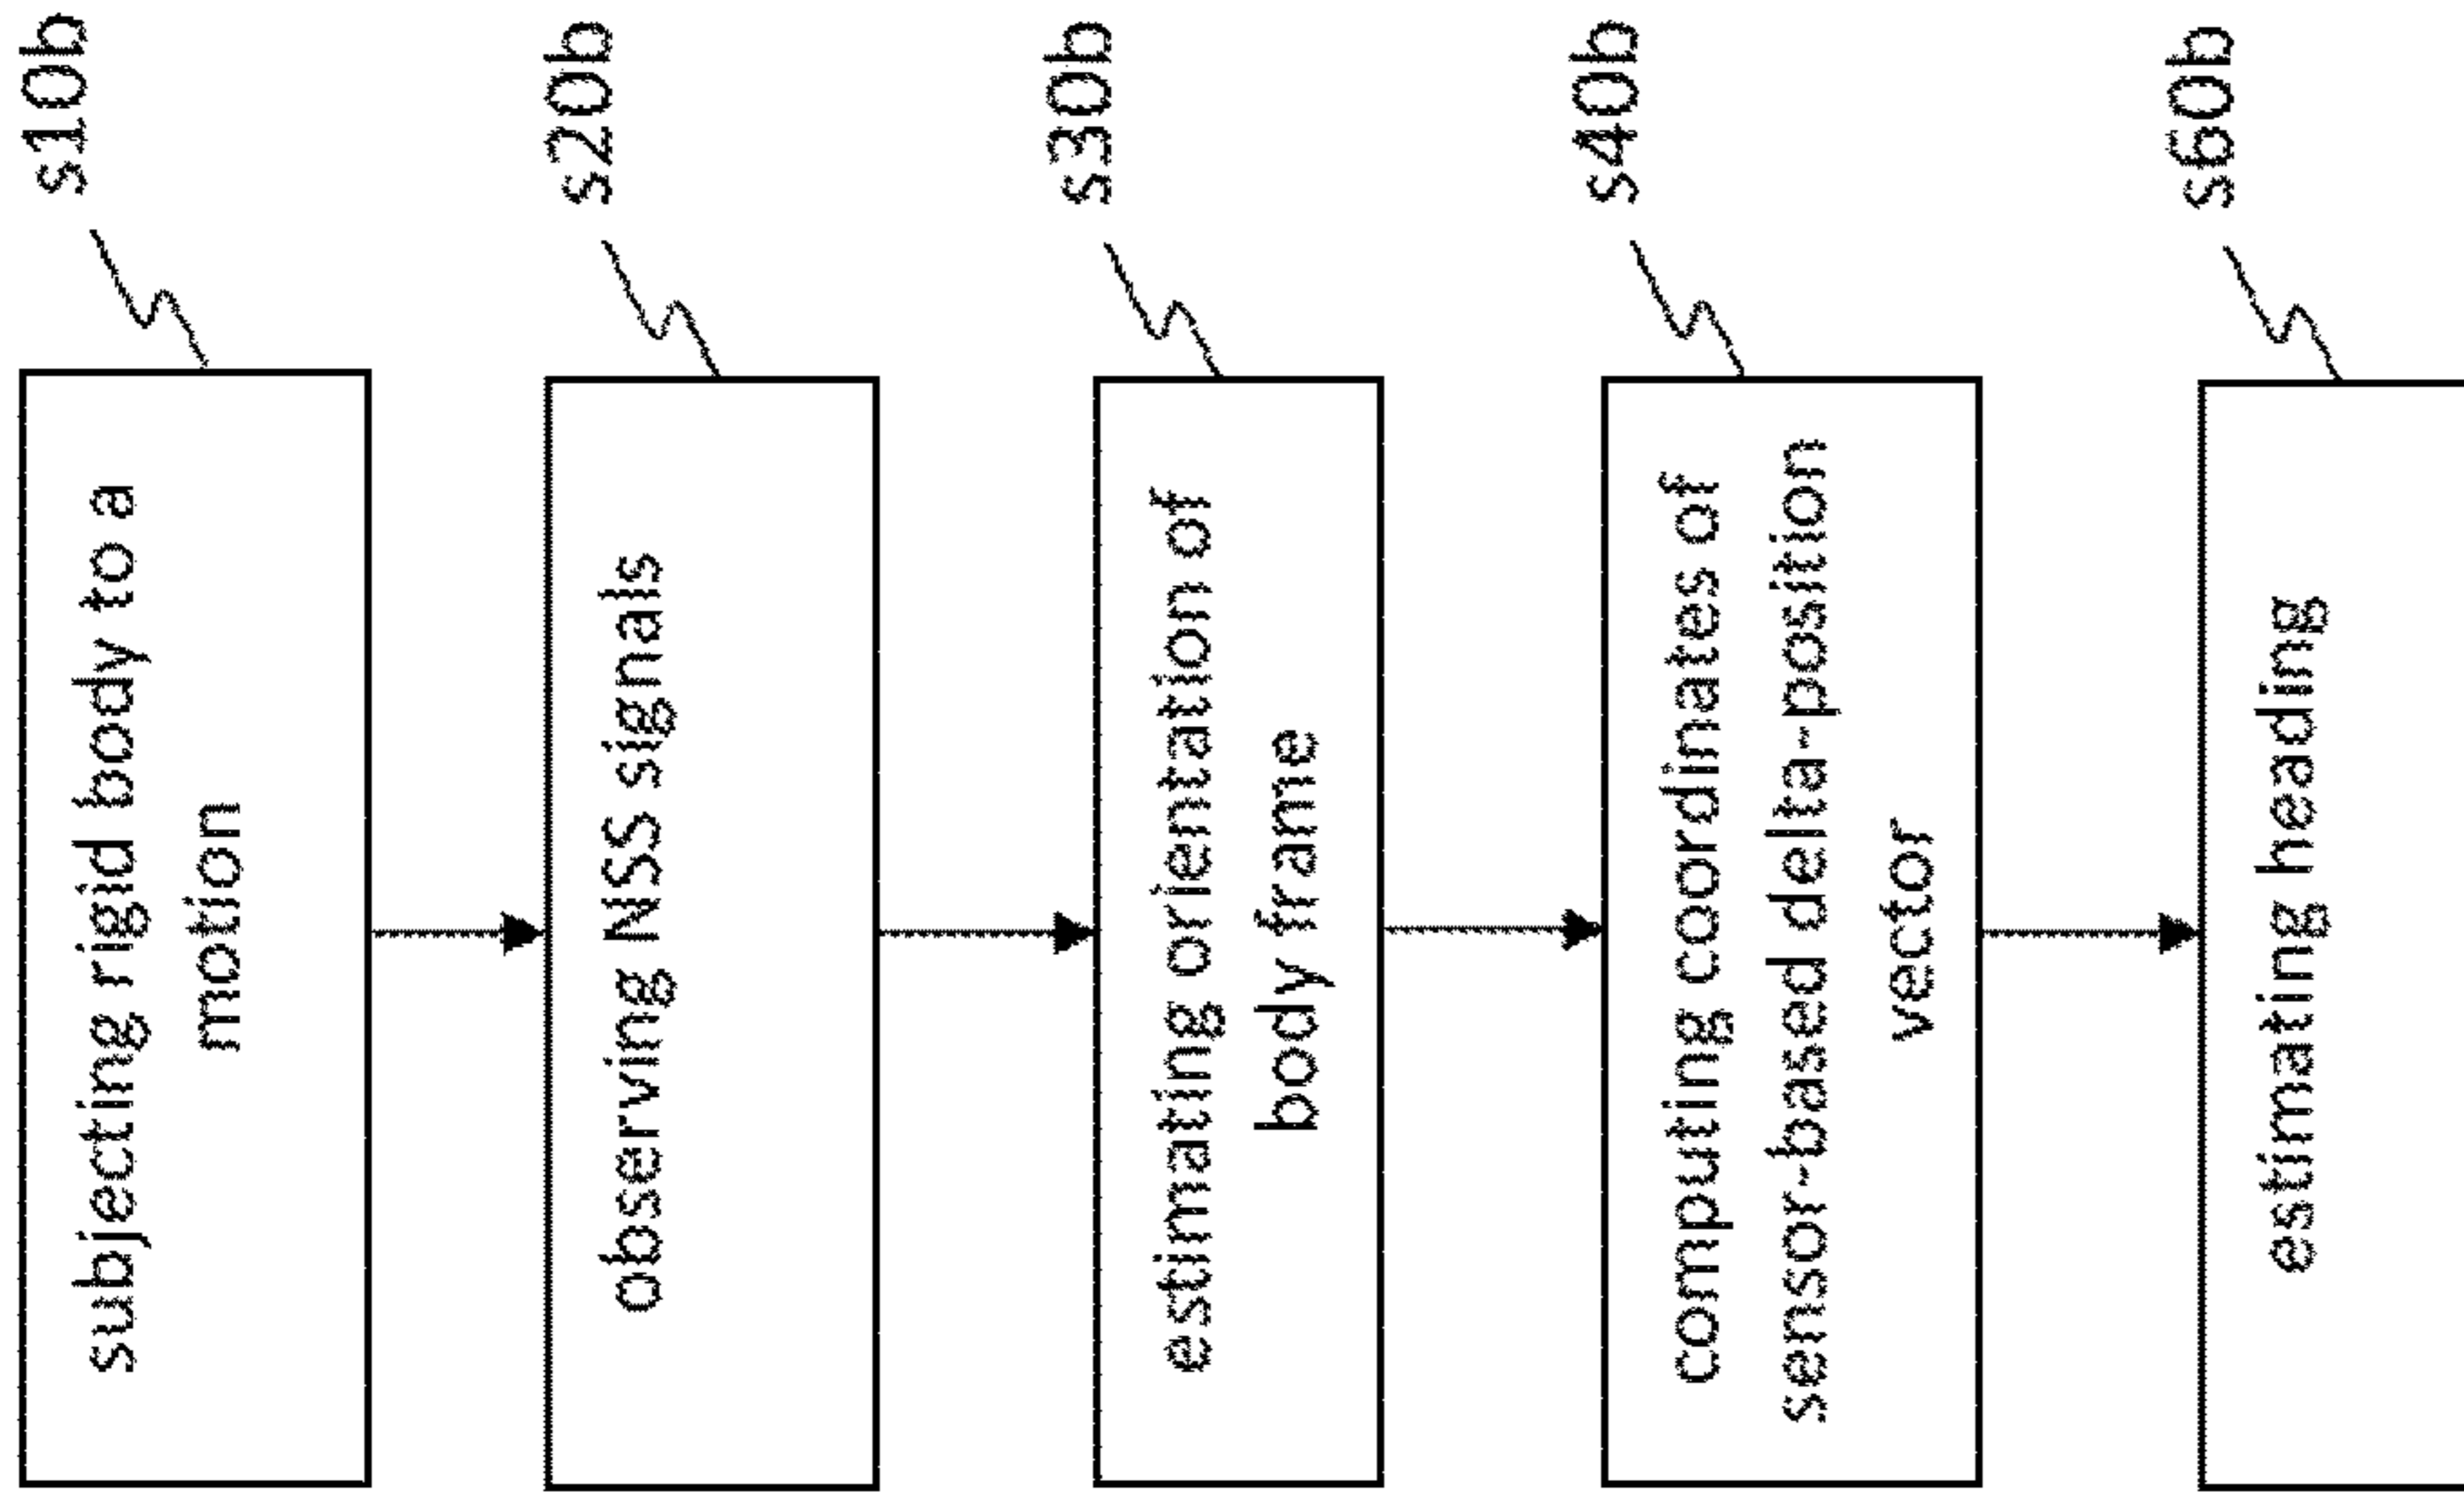 s10b
subjecting rigid body to a
motion
s20b
observing NSS signals
s30b
estimating orientation of
body frame
s40b
computing coordinates of
sensor-based delta-position
vector
s60b
estimating heading